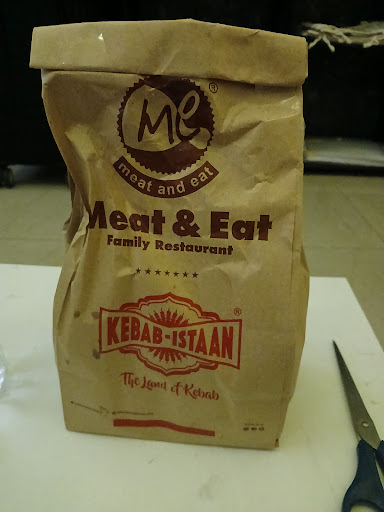 Me
®
meat and eat
Meat & Eat
Family Restaurant
KEBAB-ISTAAN
®
The Land of Kebab